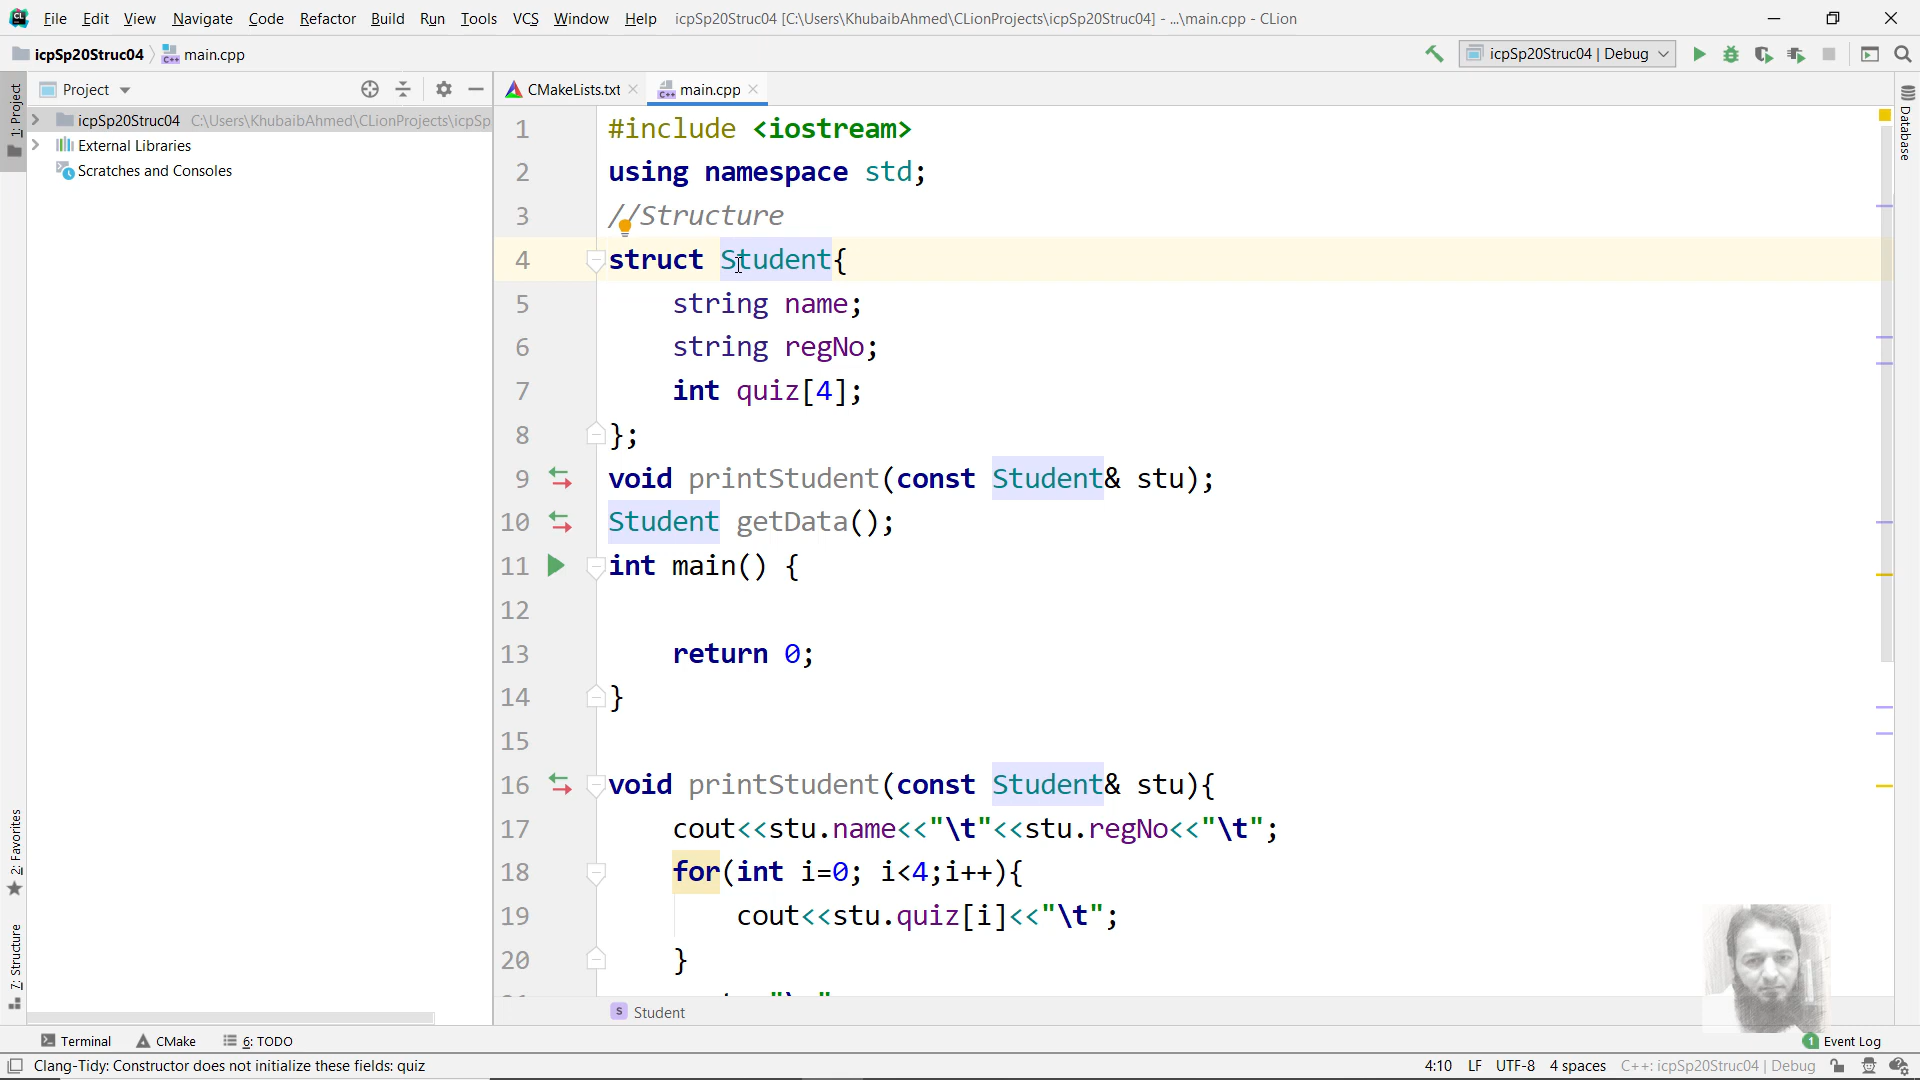 File Edit View Navigate Code Refactor Build Run Tools VCS Window Help icpSp20Struc04 [C:\Users\KhubaibAhmed\CLionProjects\icpSp20Struc04] - ...\main.cpp - CLion
icpSp20Struc04 main.cpp icpSp20Struc04 | Debug
1: Project
Project
CMakeLists.txt main.cpp
Database
icpSp20Struc04 C:\Users\KhubaibAhmed\CLionProjects\icpSp
External Libraries
Scratches and Consoles
1 #include <iostream>
2 using namespace std;
3 //Structure
4 struct Student{
5 string name;
6 string regNo;
7 int quiz[4];
8 };
9 void printStudent(const Student& stu);
10 Student getData();
11 int main() {
12
13 return 0;
14 }
15
16 void printStudent(const Student& stu){
17 cout<<stu.name<<"\t"<<stu.regNo<<"\t";
18 for(int i=0; i<4;i++){
19 cout<<stu.quiz[i]<<"\t";
20 }
S Student
2: Favorites
7: Structure
Terminal CMake 6: TODO 1 Event Log
Clang-Tidy: Constructor does not initialize these fields: quiz 4:10 LF UTF-8 4 spaces C++: icpSp20Struc04 | Debug